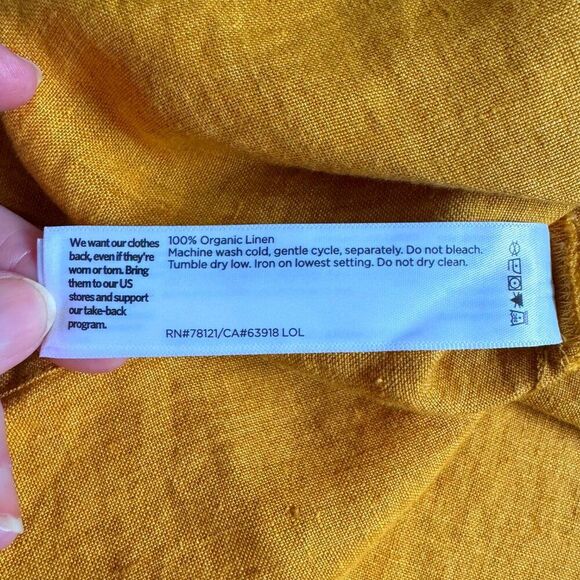 We want our clothes
back, even if they're
worn or torn. Bring
them to our US
stores and support
our take-back
program.
100% Organic Linen
Machine wash cold, gentle cycle, separately. Do not bleach.
Tumble dry low. Iron on lowest setting. Do not dry clean.
RN#78121/CA#63918 LOL